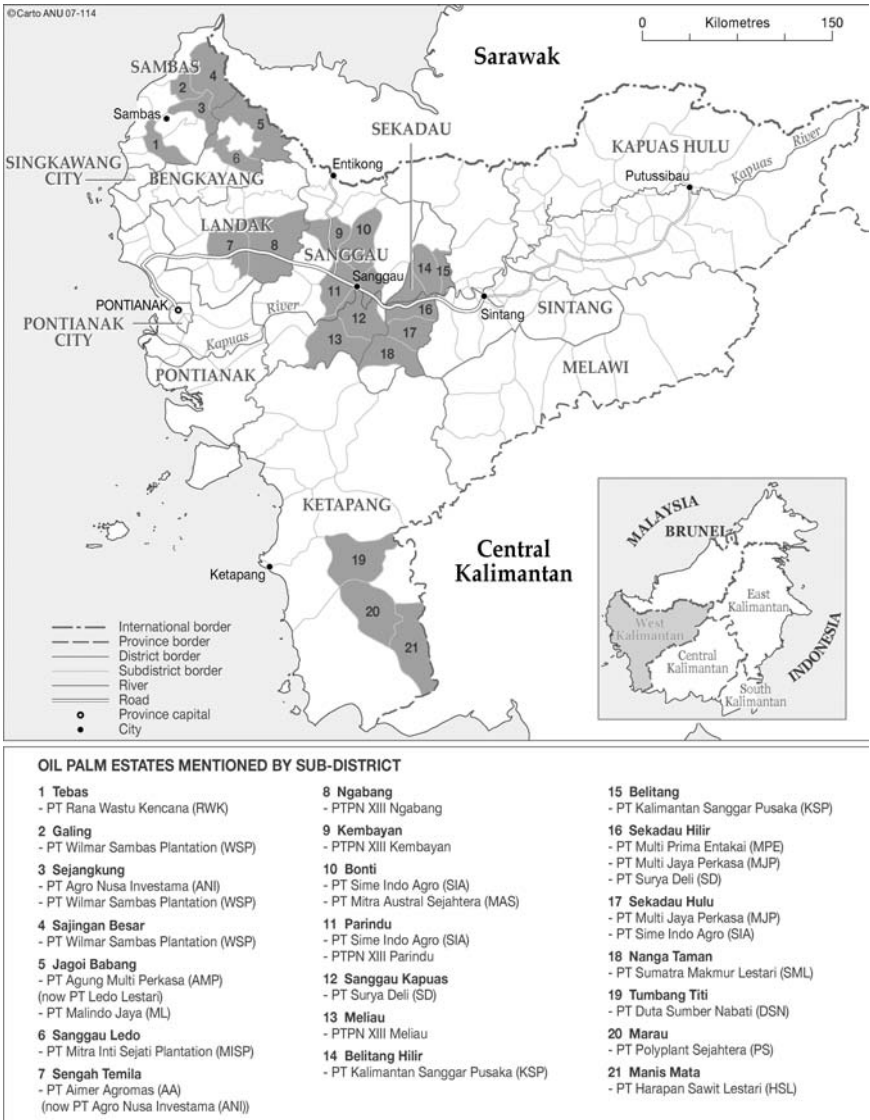 ©Carto ANU 07-114
0 Kilometres 150
Sarawak
SAMBAS
2
4
3
Sambas
1
5
6
SEKADAU
SINGKAWANG
CITY
BENGKAYANG
Entikong
KAPUAS HULU
Kapuas River
Putussibau
LANDAK
7
8
9
10
SANGGAU
Sanggau
14
15
11
12
16
13
17
18
Sintang
SINTANG
PONTIANAK
PONTIANAK
CITY
Kapuas River
PONTIANAK
MELAWI
KETAPANG
Ketapang
19
20
21
Central
Kalimantan
International border
Province border
District border
Subdistrict border
River
Road
Province capital
City
MALAYSIA
BRUNEI
East
Kalimantan
West
Kalimantan
Central
Kalimantan
South
Kalimantan
INDONESIA
OIL PALM ESTATES MENTIONED BY SUB-DISTRICT
1 Tebas
- PT Rana Wastu Kencana (RWK)
2 Galing
- PT Wilmar Sambas Plantation (WSP)
3 Sejangkung
- PT Agro Nusa Investama (ANI)
- PT Wilmar Sambas Plantation (WSP)
4 Sajingan Besar
- PT Wilmar Sambas Plantation (WSP)
5 Jagoi Babang
- PT Agung Multi Perkasa (AMP)
(now PT Ledo Lestari)
- PT Malindo Jaya (ML)
6 Sanggau Ledo
- PT Mitra Inti Sejati Plantation (MISP)
7 Sengah Temila
- PT Aimer Agromas (AA)
(now PT Agro Nusa Investama (ANI))
8 Ngabang
- PTPN XIII Ngabang
9 Kembayan
- PTPN XIII Kembayan
10 Bonti
- PT Sime Indo Agro (SIA)
- PT Mitra Austral Sejahtera (MAS)
11 Parindu
- PT Sime Indo Agro (SIA)
- PTPN XIII Parindu
12 Sanggau Kapuas
- PT Surya Deli (SD)
13 Meliau
- PTPN XIII Meliau
14 Belitang Hilir
- PT Kalimantan Sanggar Pusaka (KSP)
15 Belitang
- PT Kalimantan Sanggar Pusaka (KSP)
16 Sekadau Hilir
- PT Multi Prima Entakai (MPE)
- PT Multi Jaya Perkasa (MJP)
- PT Surya Deli (SD)
17 Sekadau Hulu
- PT Multi Jaya Perkasa (MJP)
- PT Sime Indo Agro (SIA)
18 Nanga Taman
- PT Sumatra Makmur Lestari (SML)
19 Tumbang Titi
- PT Duta Sumber Nabati (DSN)
20 Marau
- PT Polyplant Sejahtera (PS)
21 Manis Mata
- PT Harapan Sawit Lestari (HSL)